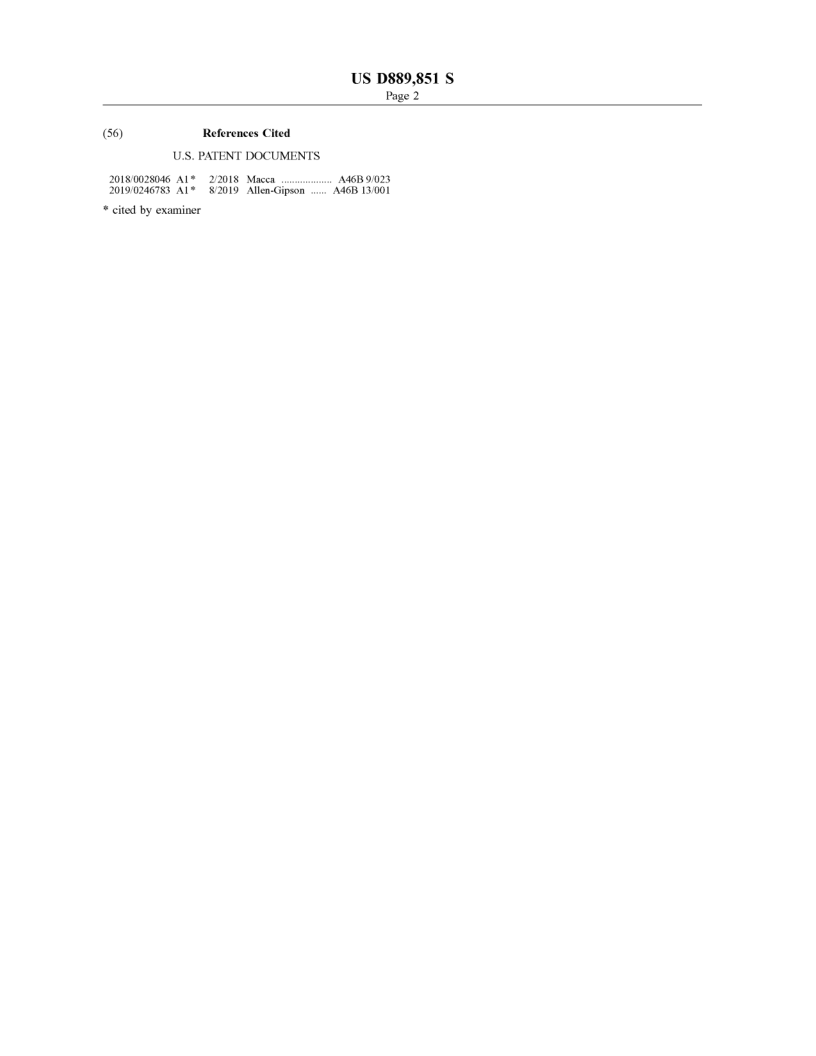 US D889,851 S
Page 2
(56) References Cited
U.S. PATENT DOCUMENTS
2018/0028046 A1* 2/2018 Macca ................... A46B 9/023
2019/0246783 A1* 8/2019 Allen-Gipson ...... A46B 13/001
* cited by examiner